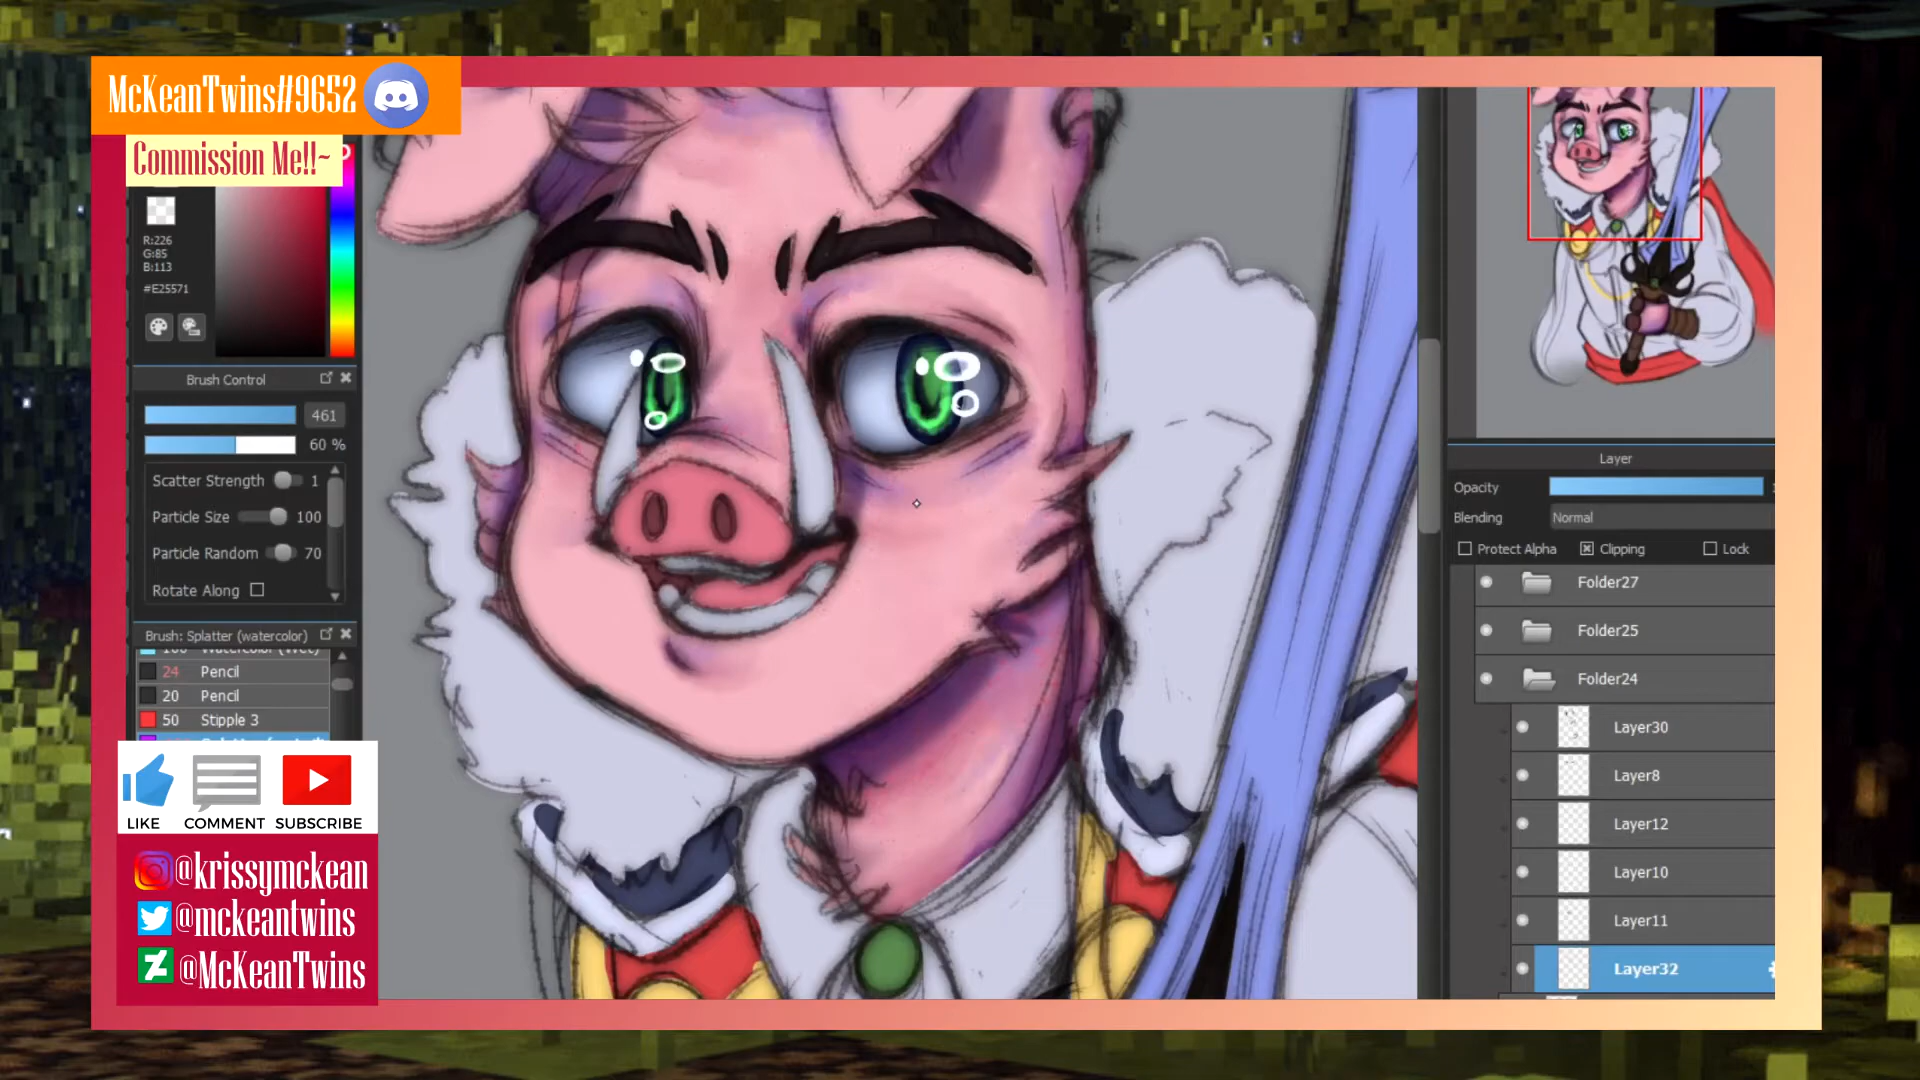 McKeanTwins#9652
Commission Me!!~
R:226
G:85
B:113
#E25571
Brush Control
461
60 %
Scatter Strength 1
Particle Size 100
Particle Random 70
Rotate Along
Brush: Splatter (watercolor)
24 Pencil
20 Pencil
50 Stipple 3
LIKE COMMENT SUBSCRIBE
@krissymckean
@mckeantwins
@McKeanTwins
Layer
Opacity
Blending Normal
Protect Alpha Clipping Lock
Folder27
Folder25
Folder24
Layer30
Layer8
Layer12
Layer10
Layer11
Layer32